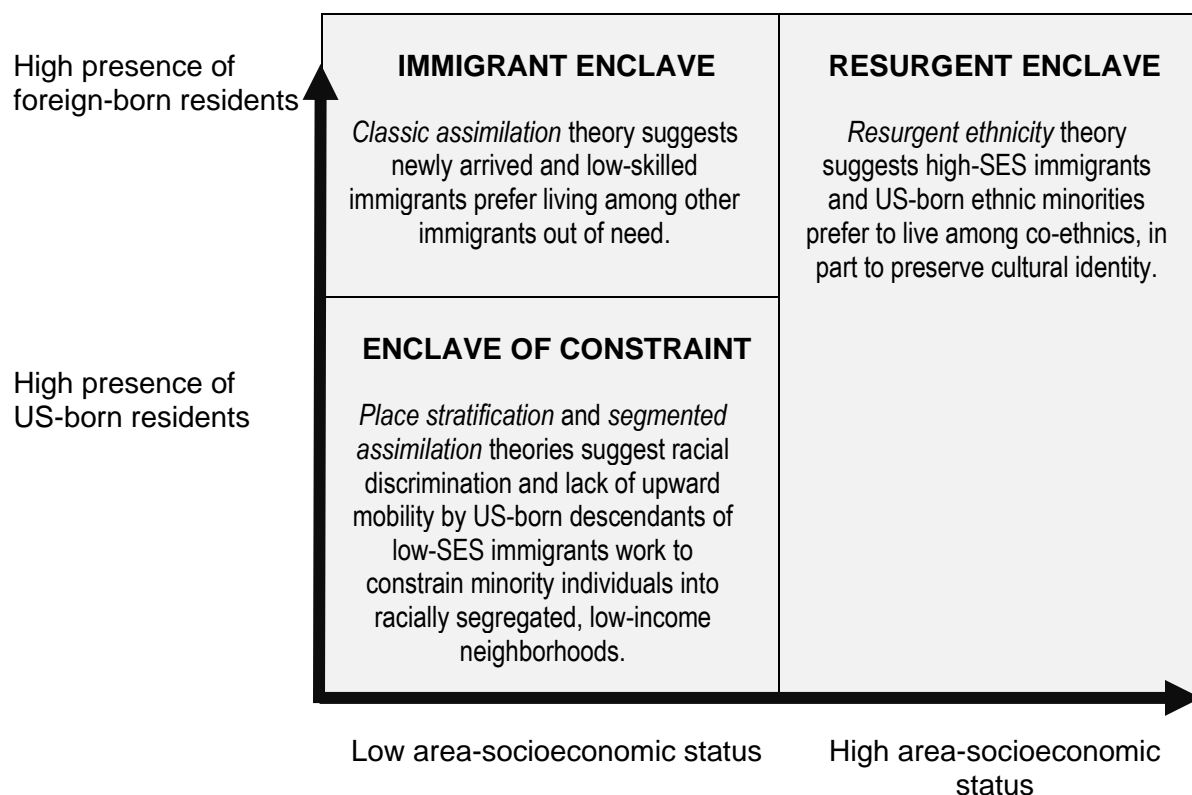 High presence of
foreign-born residents
IMMIGRANT ENCLAVE
Classic assimilation theory suggests
newly arrived and low-skilled
immigrants prefer living among other
immigrants out of need.
RESURGENT ENCLAVE
Resurgent ethnicity theory
suggests high-SES immigrants
and US-born ethnic minorities
prefer to live among co-ethnics, in
part to preserve cultural identity.
High presence of
US-born residents
ENCLAVE OF CONSTRAINT
Place stratification and segmented
assimilation theories suggest racial
discrimination and lack of upward
mobility by US-born descendants of
low-SES immigrants work to
constrain minority individuals into
racially segregated, low-income
neighborhoods.
Low area-socioeconomic status
High area-socioeconomic
status